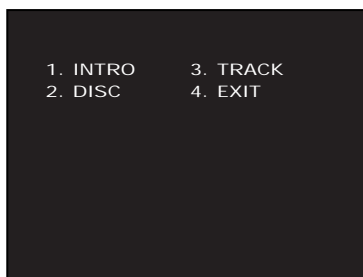 1. INTRO 3. TRACK
2. DISC 4. EXIT